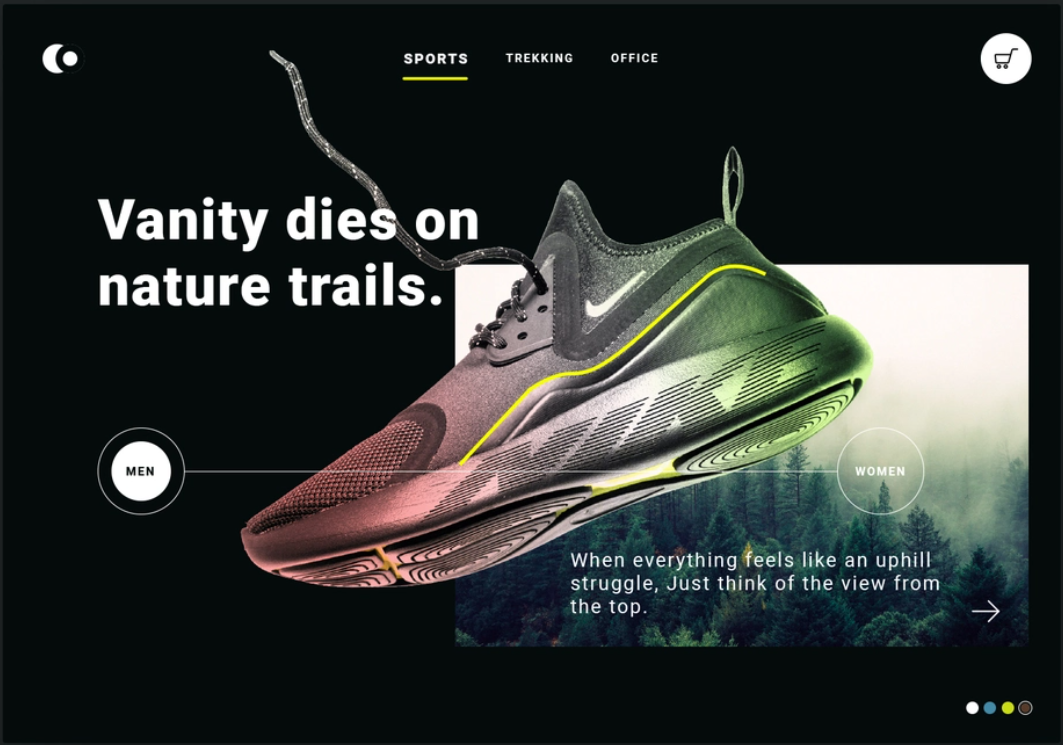 SPORTS
TREKKING
OFFICE
Vanity dies on
nature trails.
MEN
WOMEN
When everything feels like an uphill
struggle, Just think of the view from
the top.